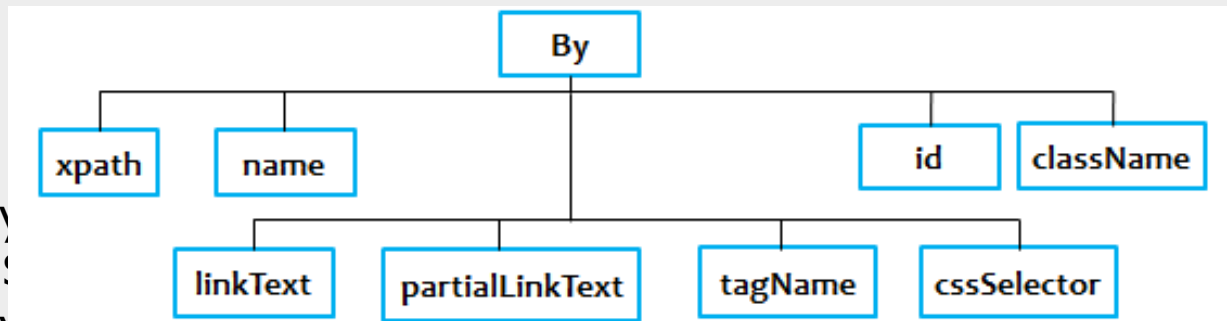 By
xpath
name
id
className
linkText
partialLinkText
tagName
cssSelector